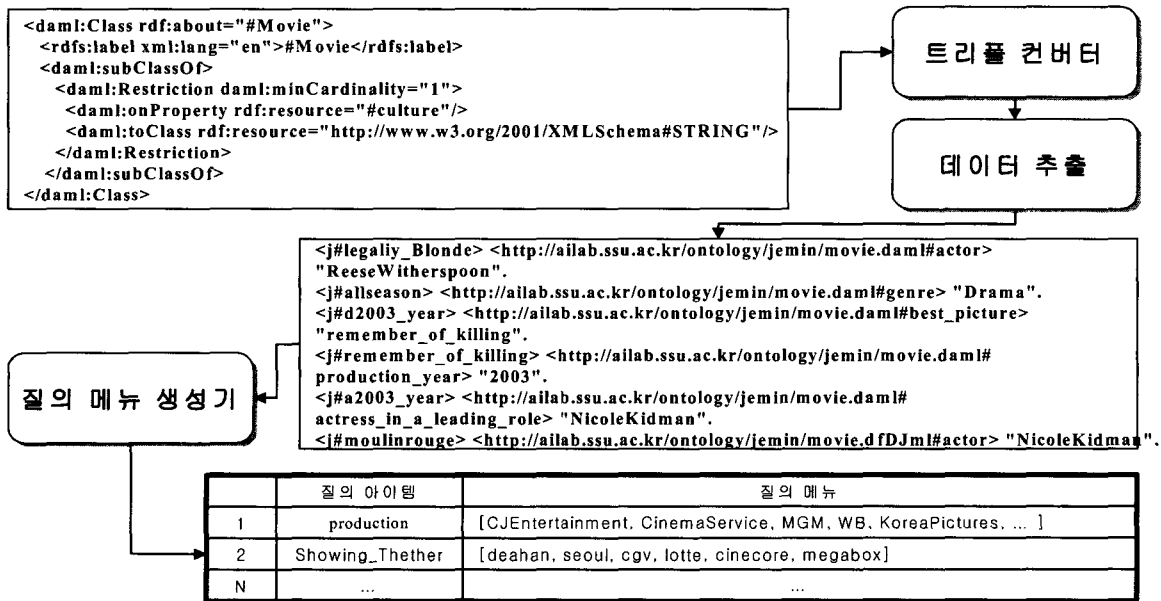 <daml:Class rdf:about="#Movie">
<rdfs:label xml:lang="en">#Movie</rdfs:label>
<daml:subClassOf>
<daml:Restriction daml:minCardinality="1">
<daml:onProperty rdf:resource="#culture"/>
<daml:toClass rdf:resource="http://www.w3.org/2001/XMLSchema#STRING"/>
</daml:Restriction>
</daml:subClassOf>
</daml:Class>
트리플 컨버터
데이터 추출
<j#legaliy_Blonde> <http://ailab.ssu.ac.kr/ontology/jemin/movie.daml#actor>
"ReeseWitherspoon".
<j#allseason> <http://ailab.ssu.ac.kr/ontology/jemin/movie.daml#genre> "Drama".
<j#d2003_year> <http://ailab.ssu.ac.kr/ontology/jemin/movie.daml#best_picture>
"remember_of_killing".
<j#remember_of_killing> <http://ailab.ssu.ac.kr/ontology/jemin/movie.daml#
production_year> "2003".
<j#a2003_year> <http://ailab.ssu.ac.kr/ontology/jemin/movie.daml#
actress_in_a_leading_role> "NicoleKidman".
<j#moulinrouge> <http://ailab.ssu.ac.kr/ontology/jemin/movie.dfDJml#actor> "NicoleKidman".
질의 메뉴 생성기
질의 아이템 질의 메뉴
1 production [CJEntertainment, CinemaService, MGM, WB, KoreaPictures, ... ]
2 Showing_Thether [deahan, seoul, cgv, lotte, cinecore, megabox]
N ... ...